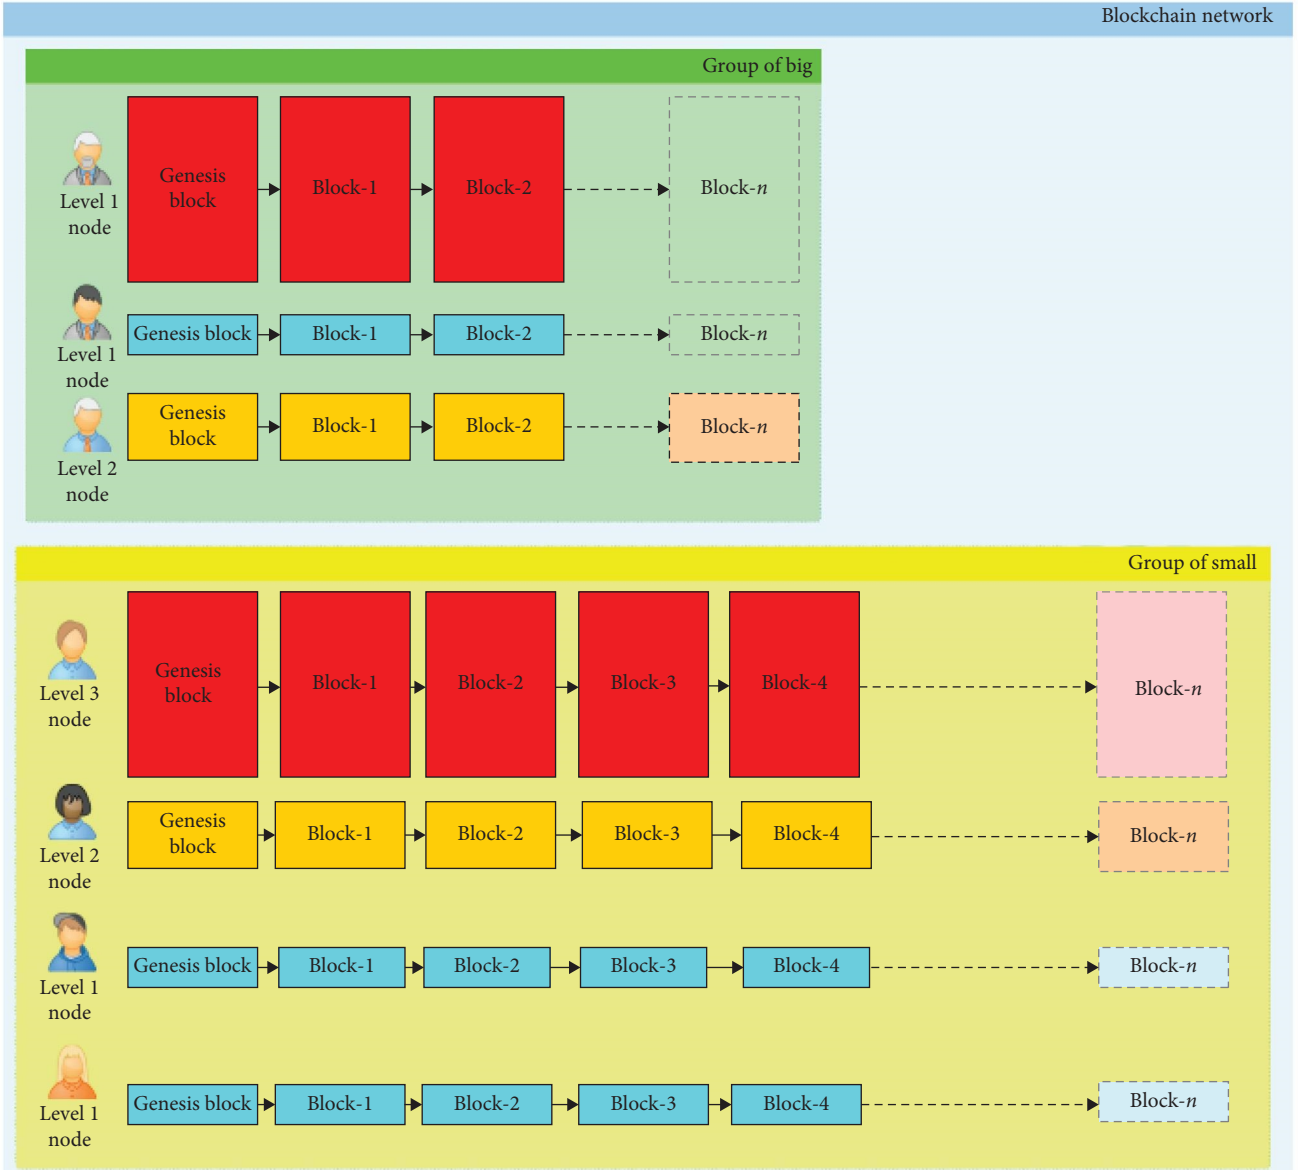 Blockchain network
Group of big
Level 1
node
Genesis
block
Block-1
Block-2
Block-n
Level 1
node
Genesis block
Block-1
Block-2
Block-n
Level 2
node
Genesis
block
Block-1
Block-2
Block-n
Group of small
Level 3
node
Genesis
block
Block-1
Block-2
Block-3
Block-4
Block-n
Level 2
node
Genesis
block
Block-1
Block-2
Block-3
Block-4
Block-n
Level 1
node
Genesis block
Block-1
Block-2
Block-3
Block-4
Block-n
Level 1
node
Genesis block
Block-1
Block-2
Block-3
Block-4
Block-n